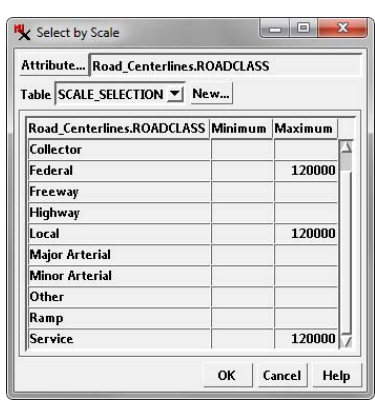 Select by Scale
Attribute... Road_Centerlines.ROADCLASS
Table SCALE_SELECTION New...
Road_Centerlines.ROADCLASS Minimum Maximum
Collector
Federal 120000
Freeway
Highway
Local 120000
Major Arterial
Minor Arterial
Other
Ramp
Service 120000
OK Cancel Help